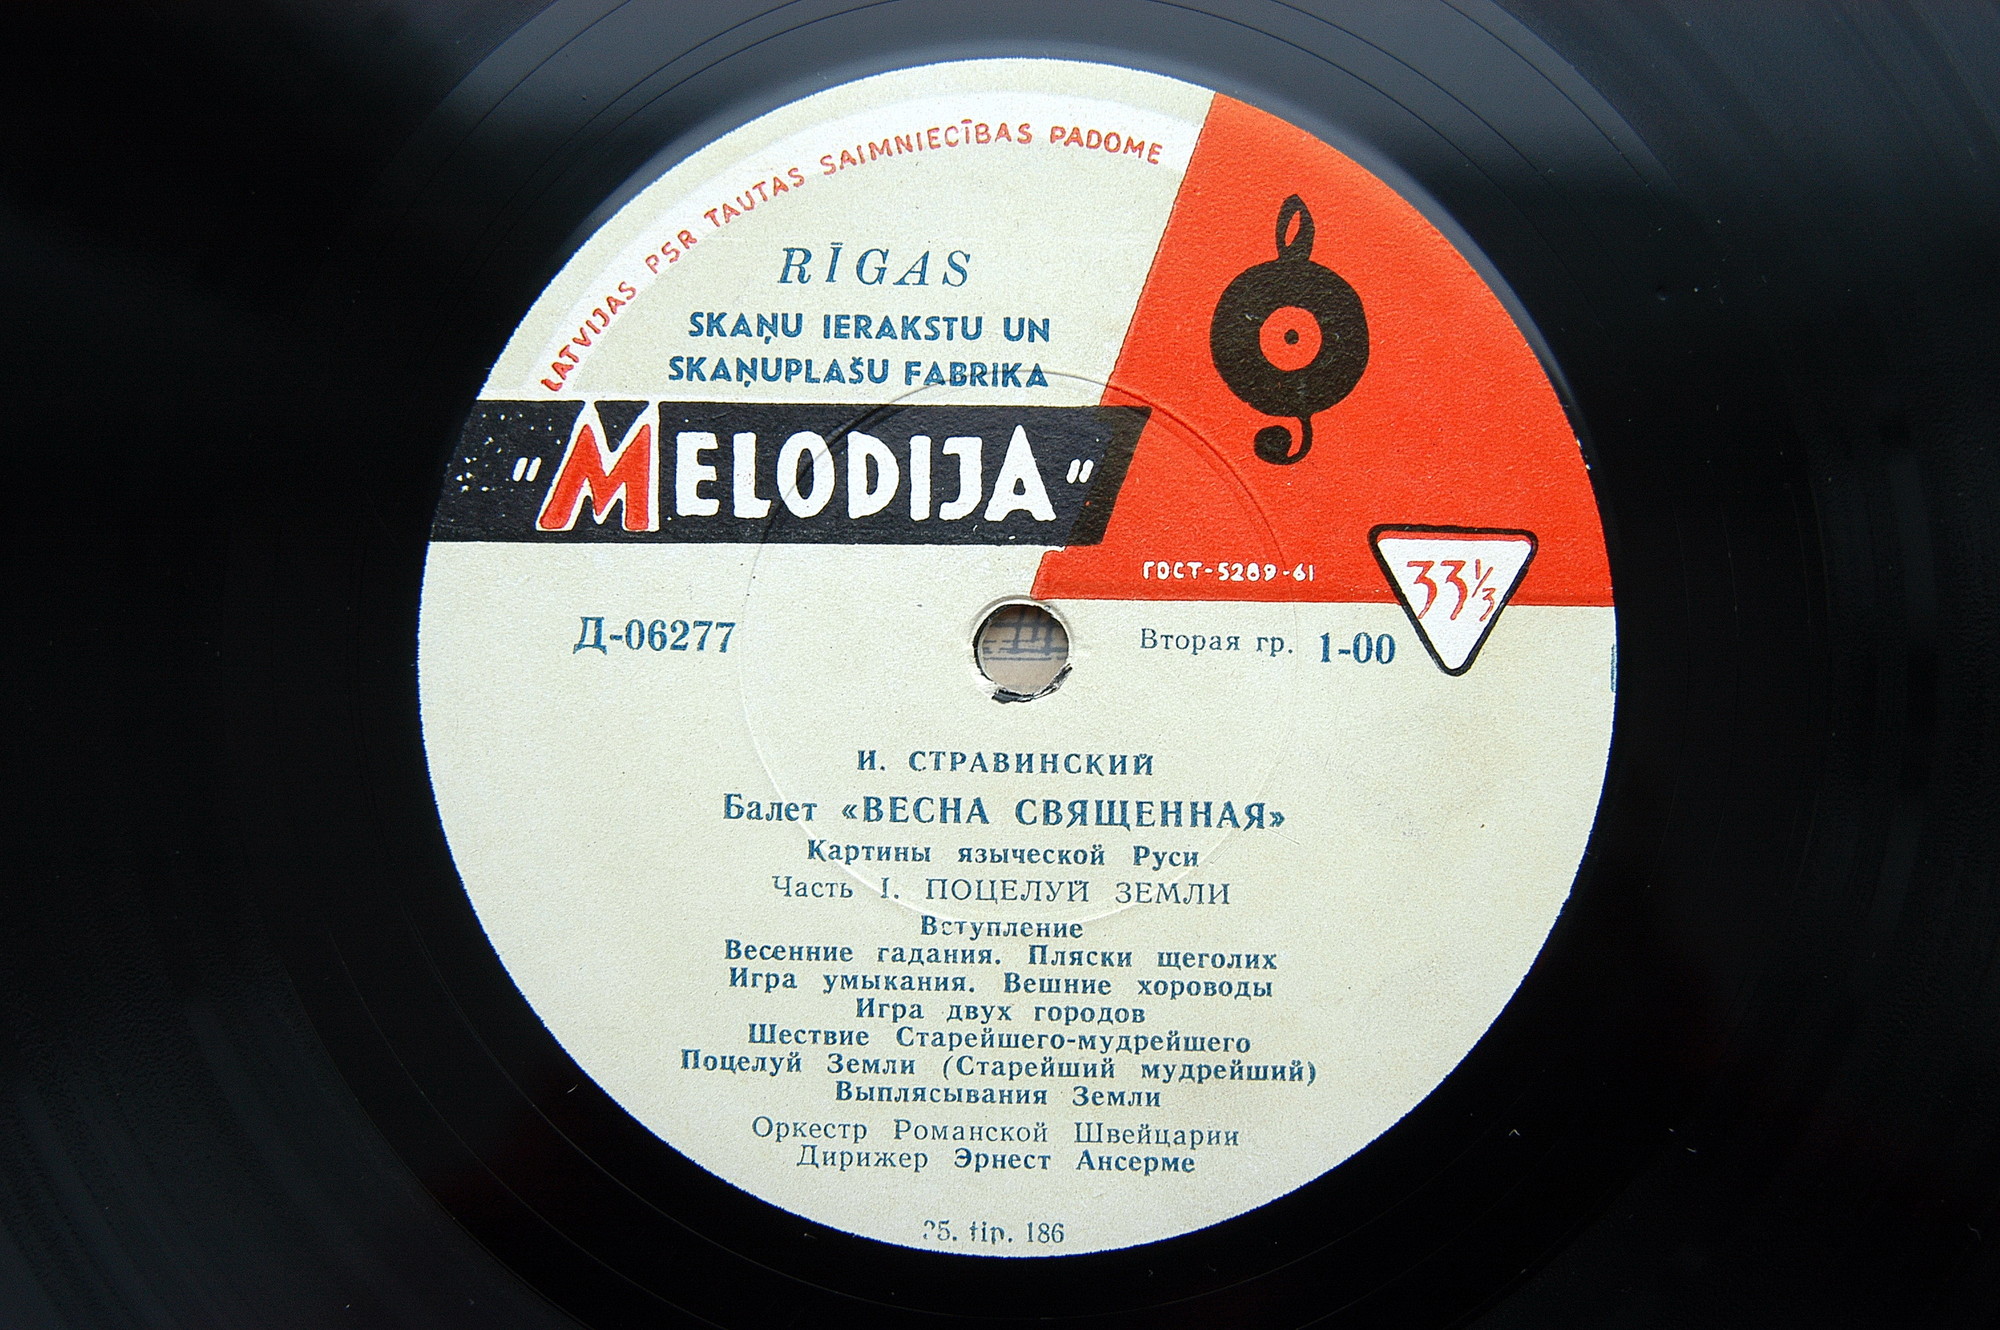 LATVIJAS PSR TAUTAS SAIMNIECĪBAS PADOME
RĪGAS
SKAŅU IERAKSTU UN
SKAŅUPLAŠU FABRIKA
"MELODIJA"
ГОСТ-5289-61
33⅓
Д-06277
Вторая гр. 1-00
И. СТРАВИНСКИЙ
Балет «ВЕСНА СВЯЩЕННАЯ»
Картины языческой Руси
Часть I. ПОЦЕЛУЙ ЗЕМЛИ
Вступление
Весенние гадания. Пляски щеголих
Игра умыкания. Вешние хороводы
Игра двух городов
Шествие Старейшего-мудрейшего
Поцелуй Земли (Старейший мудрейший)
Выплясывания Земли
Оркестр Романской Швейцарии
Дирижер Эрнест Ансерме
tip. 186